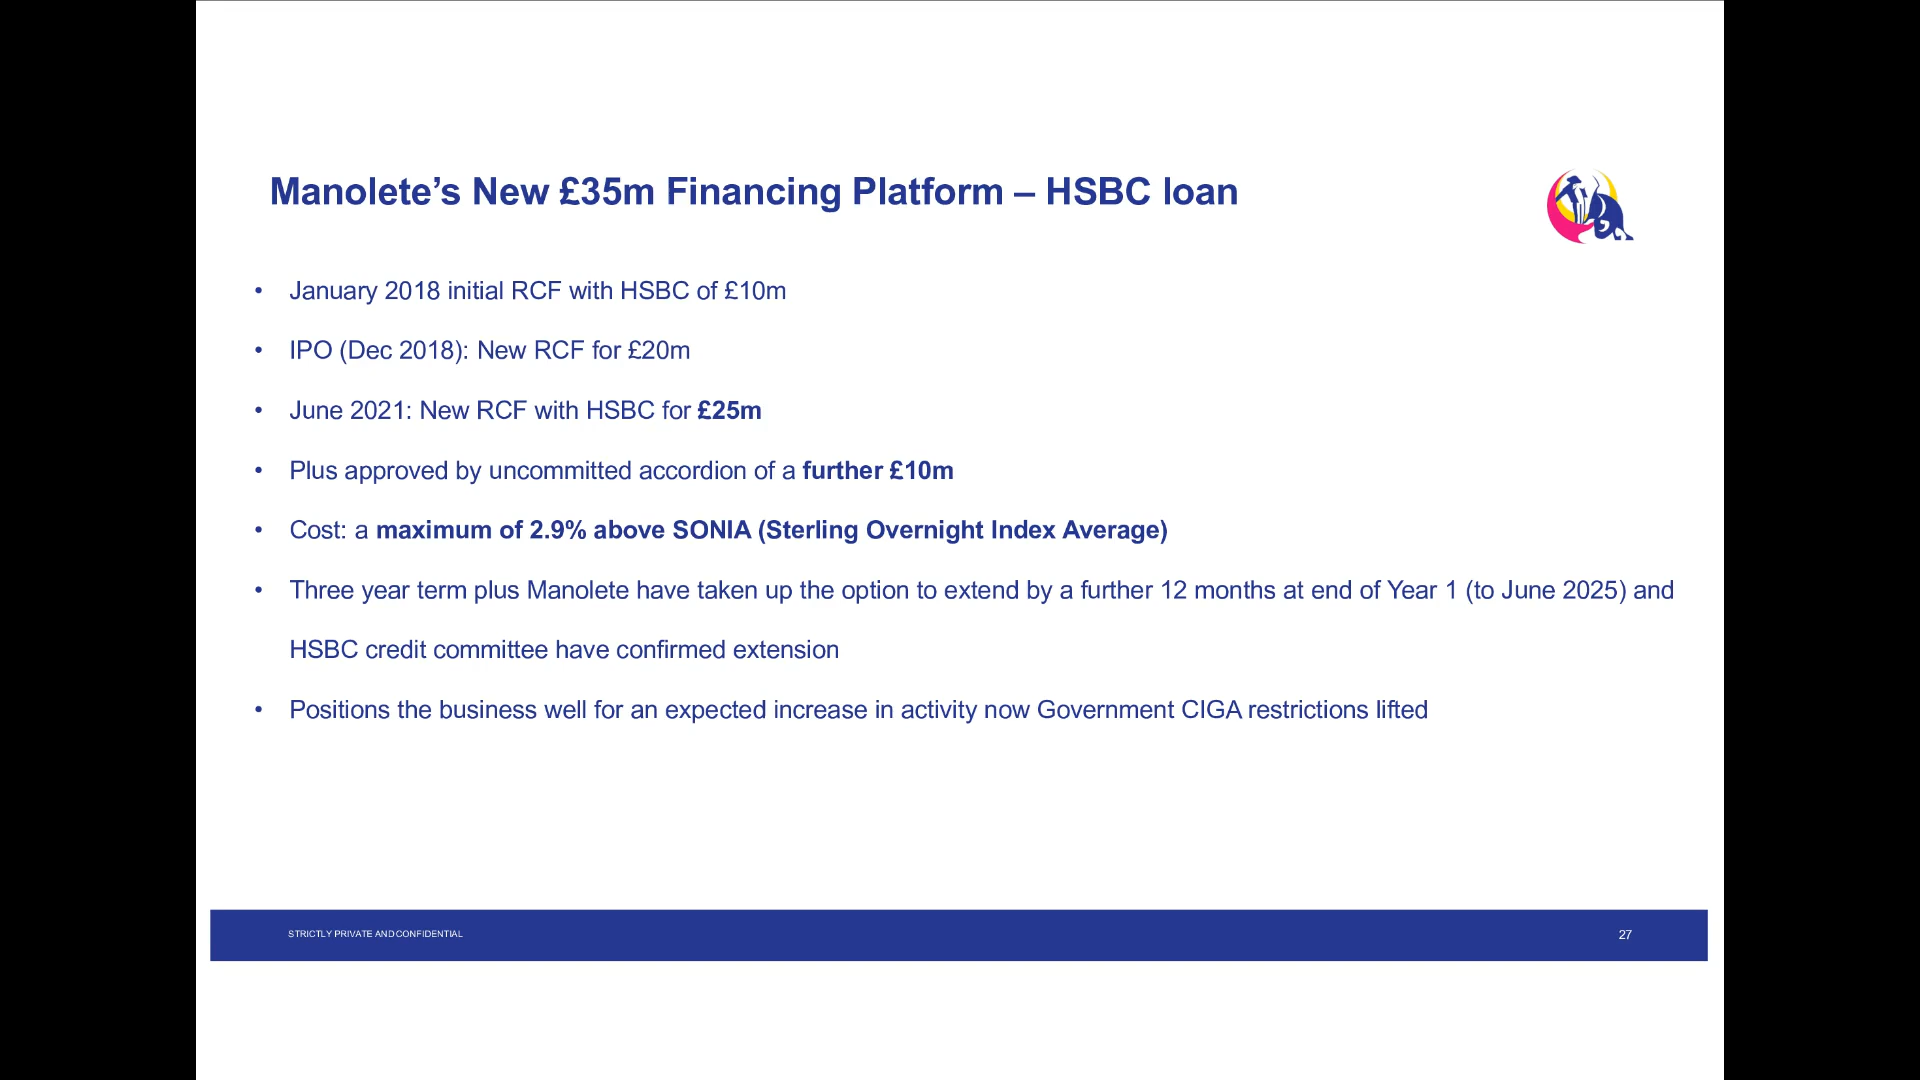 Manolete’s New £35m Financing Platform – HSBC loan
• January 2018 initial RCF with HSBC of £10m
• IPO (Dec 2018): New RCF for £20m
• June 2021: New RCF with HSBC for £25m
• Plus approved by uncommitted accordion of a further £10m
• Cost: a maximum of 2.9% above SONIA (Sterling Overnight Index Average)
• Three year term plus Manolete have taken up the option to extend by a further 12 months at end of Year 1 (to June 2025) and
HSBC credit committee have confirmed extension
• Positions the business well for an expected increase in activity now Government CIGA restrictions lifted
STRICTLY PRIVATE AND CONFIDENTIAL
27